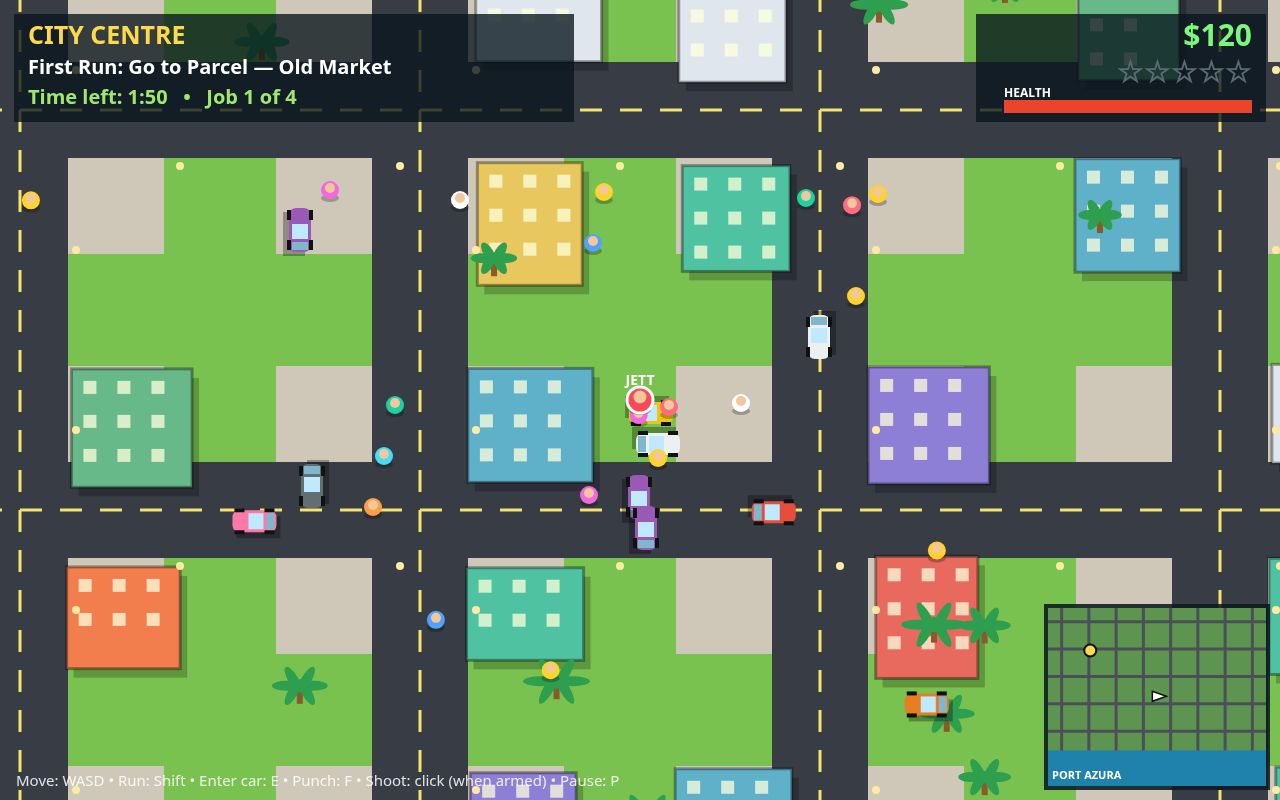 CITY CENTRE
First Run: Go to Parcel — Old Market
Time left: 1:50 • Job 1 of 4
$120
HEALTH
JETT
PORT AZURA
Move: WASD • Run: Shift • Enter car: E • Punch: F • Shoot: click (when armed) • Pause: P